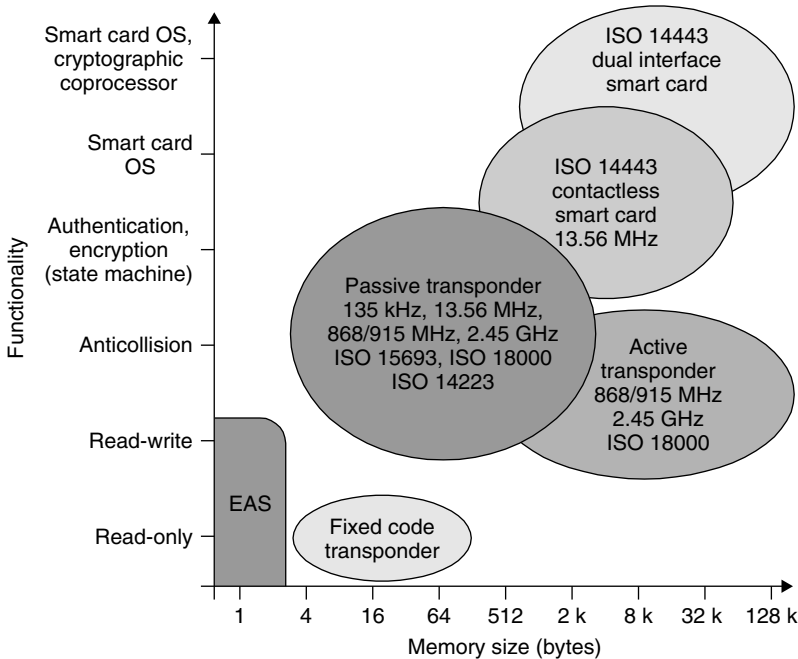 Smart card OS,
cryptographic
coprocessor
Smart card
OS
Authentication,
encryption
(state machine)
Anticollision
Read-write
Read-only
Functionality
ISO 14443
dual interface
smart card
ISO 14443
contactless
smart card
13.56 MHz
Passive transponder
135 kHz, 13.56 MHz,
868/915 MHz, 2.45 GHz
ISO 15693, ISO 18000
ISO 14223
Active
transponder
868/915 MHz
2.45 GHz
ISO 18000
EAS
Fixed code
transponder
1 4 16 64 512 2 k 8 k 32 k 128 k
Memory size (bytes)